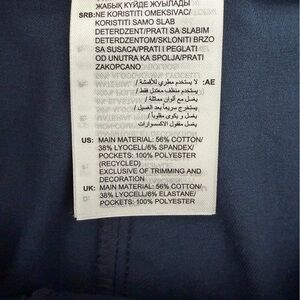 ЖАБЫҚ КҮЙДЕ ЖУЫЛАДЫ
SRB:NE KORISTITI OMEKSIVAC/
KORISTITI SAMO SLAB
DETERDZENT/PRATI SA SLABIM
DETERDZENTOM/SKLONITI BRZO
SA SUSACA/PRATI I PEGLATI
OD UNUTRA KA SPOLJA/PRATI
ZAKOPCANO
AE: لا يستخدم مطري للأقمشة /
يستخدم منظف معتدل فقط /
يغسل مع ألوان مماثلة /
يستخرج سريعا بعد الغسيل /
يغسل و يكوى مقلوبا /
يغسل مقفول الاكسسوارات
US: MAIN MATERIAL: 56% COTTON/
38% LYOCELL/6% SPANDEX/
POCKETS: 100% POLYESTER
(RECYCLED)
EXCLUSIVE OF TRIMMING AND
DECORATION
UK: MAIN MATERIAL: 56% COTTON/
38% LYOCELL/6% ELASTANE/
POCKETS: 100% POLYESTER